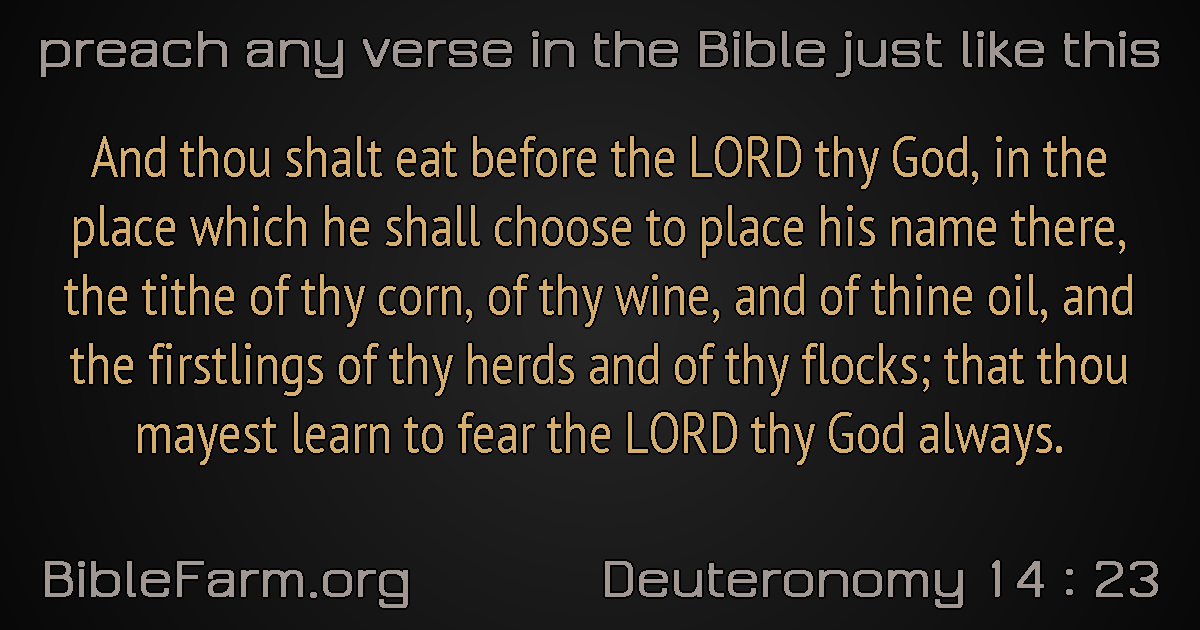 preach any verse in the Bible just like this
And thou shalt eat before the LORD thy God, in the
place which he shall choose to place his name there,
the tithe of thy corn, of thy wine, and of thine oil, and
the firstlings of thy herds and of thy flocks; that thou
mayest learn to fear the LORD thy God always.
BibleFarm.org
Deuteronomy 14 : 23